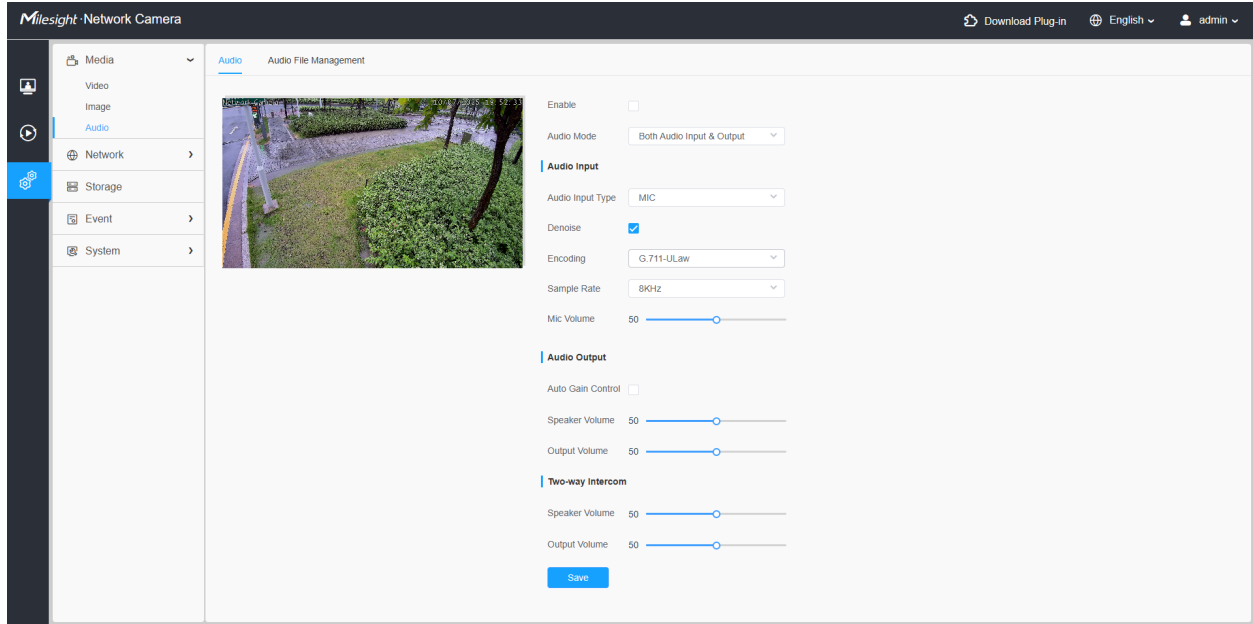 Milesight·Network Camera
Download Plug-in
English
admin
Media
Video
Image
Audio
Network
Storage
Event
System
Audio
Audio File Management
Enable
Audio Mode
Both Audio Input & Output
Audio Input
Audio Input Type
MIC
Denoise
Encoding
G.711-ULaw
Sample Rate
8KHz
Mic Volume
50
Audio Output
Auto Gain Control
Speaker Volume
50
Output Volume
50
Two-way Intercom
Speaker Volume
50
Output Volume
50
Save